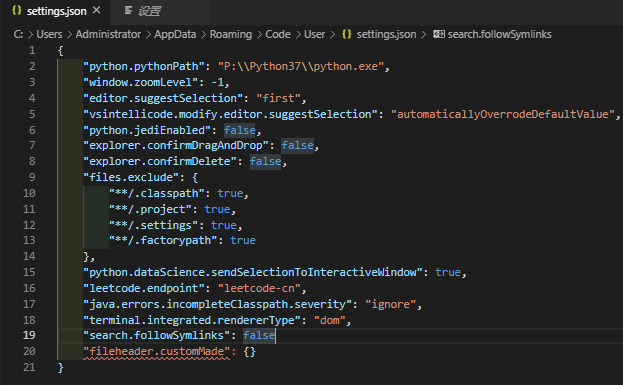 settings.json × 设置
C: > Users > Administrator > AppData > Roaming > Code > User > {} settings.json > search.followSymlinks
1 {
2 "python.pythonPath": "P:\\Python37\\python.exe",
3 "window.zoomLevel": -1,
4 "editor.suggestSelection": "first",
5 "vsintellicode.modify.editor.suggestSelection": "automaticallyOverrodeDefaultValue",
6 "python.jediEnabled": false,
7 "explorer.confirmDragAndDrop": false,
8 "explorer.confirmDelete": false,
9 "files.exclude": {
10 "**/.classpath": true,
11 "**/.project": true,
12 "**/.settings": true,
13 "**/.factorypath": true
14 },
15 "python.dataScience.sendSelectionToInteractiveWindow": true,
16 "leetcode.endpoint": "leetcode-cn",
17 "java.errors.incompleteClasspath.severity": "ignore",
18 "terminal.integrated.rendererType": "dom",
19 "search.followSymlinks": false
20 "fileheader.customMade": {}
21 }